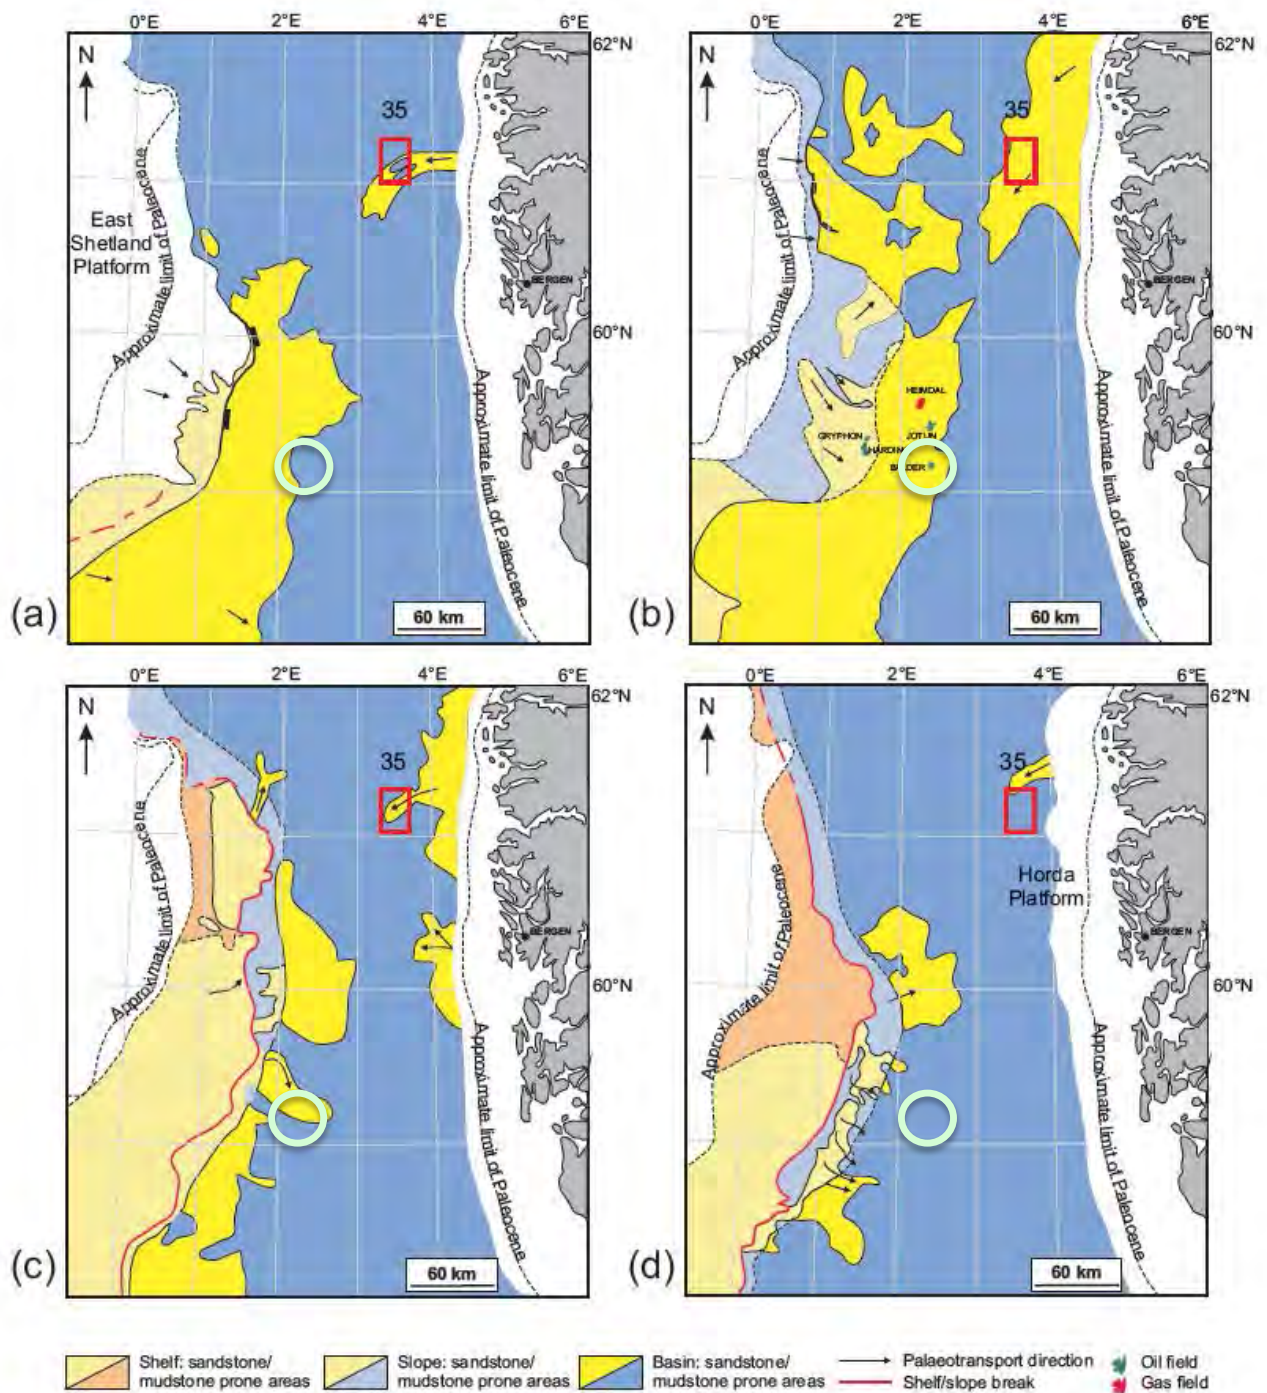 0°E 2°E 4°E 6°E
62°N
N
35
East
Shetland
Platform
Approximate limit of Paleocene
BERGEN
60°N
Approximate limit of Paleocene
60 km
(a)
0°E 2°E 4°E 6°E
62°N
N
35
Approximate limit of Paleocene
BERGEN
60°N
HEIMDAL
GRYPHON
JOTUN
Approximate limit of Paleocene
60 km
(b)
0°E 2°E 4°E 6°E
62°N
N
35
Approximate limit of Paleocene
BERGEN
60°N
Approximate limit of Paleocene
60 km
(c)
0°E 2°E 4°E 6°E
62°N
N
35
Horda
Platform
Approximate limit of Paleocene
BERGEN
60°N
Approximate limit of Paleocene
60 km
(d)
Shelf: sandstone/
mudstone prone areas
Slope: sandstone/
mudstone prone areas
Basin: sandstone/
mudstone prone areas
Palaeotransport direction
Shelf/slope break
Oil field
Gas field